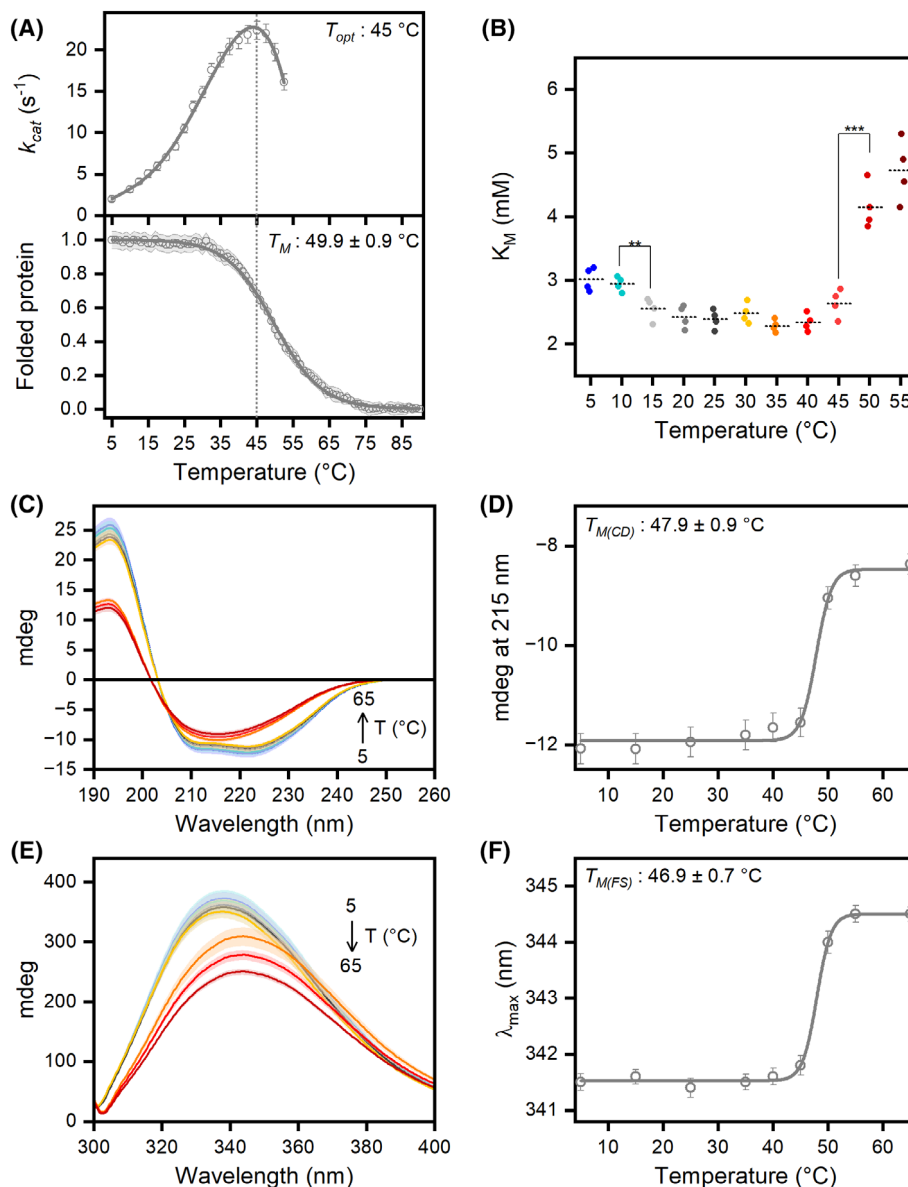 (A)
T_opt : 45 °C
k_cat (s⁻¹)
20
15
10
5
0
T_M : 49.9 ± 0.9 °C
Folded protein
1.0
0.8
0.6
0.4
0.2
0.0
5 15 25 35 45 55 65 75 85
Temperature (°C)
(B)
K_M (mM)
6
5
4
3
2
**
***
5 10 15 20 25 30 35 40 45 50 55
Temperature (°C)
(C)
mdeg
25
20
15
10
5
0
−5
−10
−15
65
T (°C)
5
190 200 210 220 230 240 250 260
Wavelength (nm)
(D)
T_M(CD) : 47.9 ± 0.9 °C
mdeg at 215 nm
−8
−10
−12
10 20 30 40 50 60
Temperature (°C)
(E)
mdeg
400
300
200
100
0
5
T (°C)
65
300 320 340 360 380 400
Wavelength (nm)
(F)
T_M(FS) : 46.9 ± 0.7 °C
λmax (nm)
345
344
343
342
341
10 20 30 40 50 60
Temperature (°C)